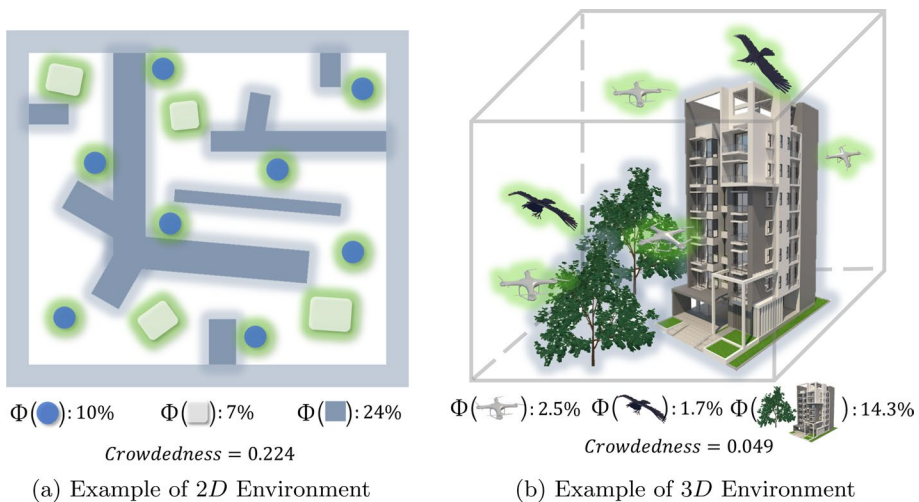 Φ( ): 10% Φ( ): 7% Φ( ): 24%
Crowdedness = 0.224
(a) Example of 2D Environment
Φ( ): 2.5% Φ( ): 1.7% Φ( ): 14.3%
Crowdedness = 0.049
(b) Example of 3D Environment